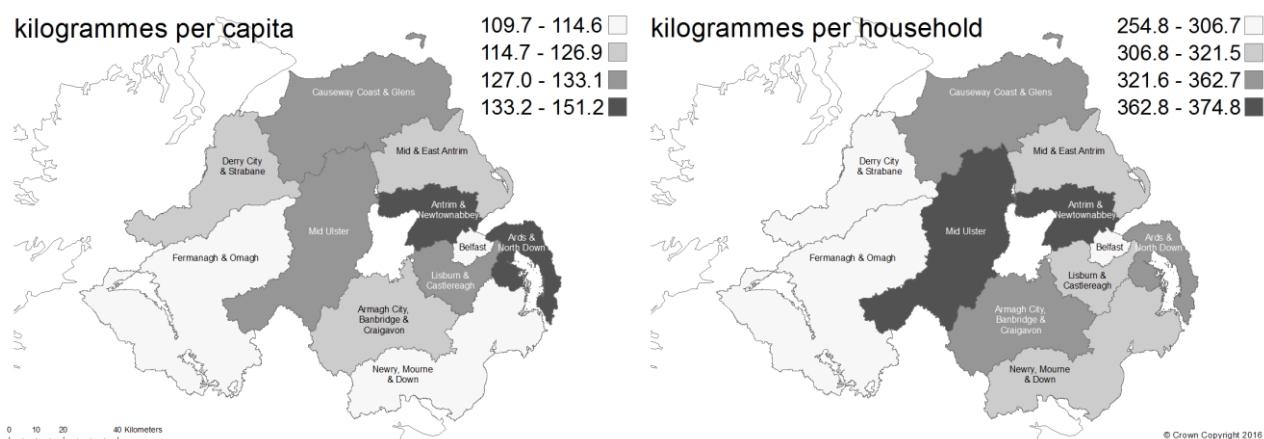 kilogrammes per capita
109.7 - 114.6
114.7 - 126.9
127.0 - 133.1
133.2 - 151.2
Causeway Coast & Glens
Derry City
& Strabane
Mid & East Antrim
Antrim &
Newtownabbey
Mid Ulster
Ards &
North Down
Belfast
Fermanagh & Omagh
Lisburn &
Castlereagh
Armagh City,
Banbridge &
Craigavon
Newry, Mourne
& Down
0 10 20 40 Kilometers
kilogrammes per household
254.8 - 306.7
306.8 - 321.5
321.6 - 362.7
362.8 - 374.8
Causeway Coast & Glens
Derry City
& Strabane
Mid & East Antrim
Antrim &
Newtownabbey
Mid Ulster
Ards &
North Down
Belfast
Fermanagh & Omagh
Lisburn &
Castlereagh
Armagh City,
Banbridge &
Craigavon
Newry, Mourne
& Down
© Crown Copyright 2016